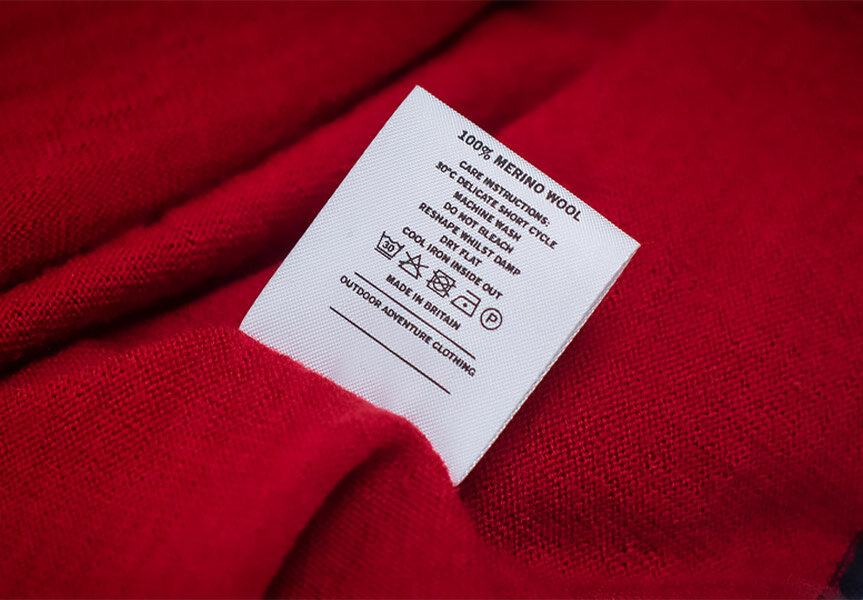 100% MERINO WOOL
CARE INSTRUCTIONS:
30°C DELICATE SHORT CYCLE
MACHINE WASH
DO NOT BLEACH
RESHAPE WHILST DAMP
DRY FLAT
COOL IRON INSIDE OUT
30 P
MADE IN BRITAIN
OUTDOOR ADVENTURE CLOTHING